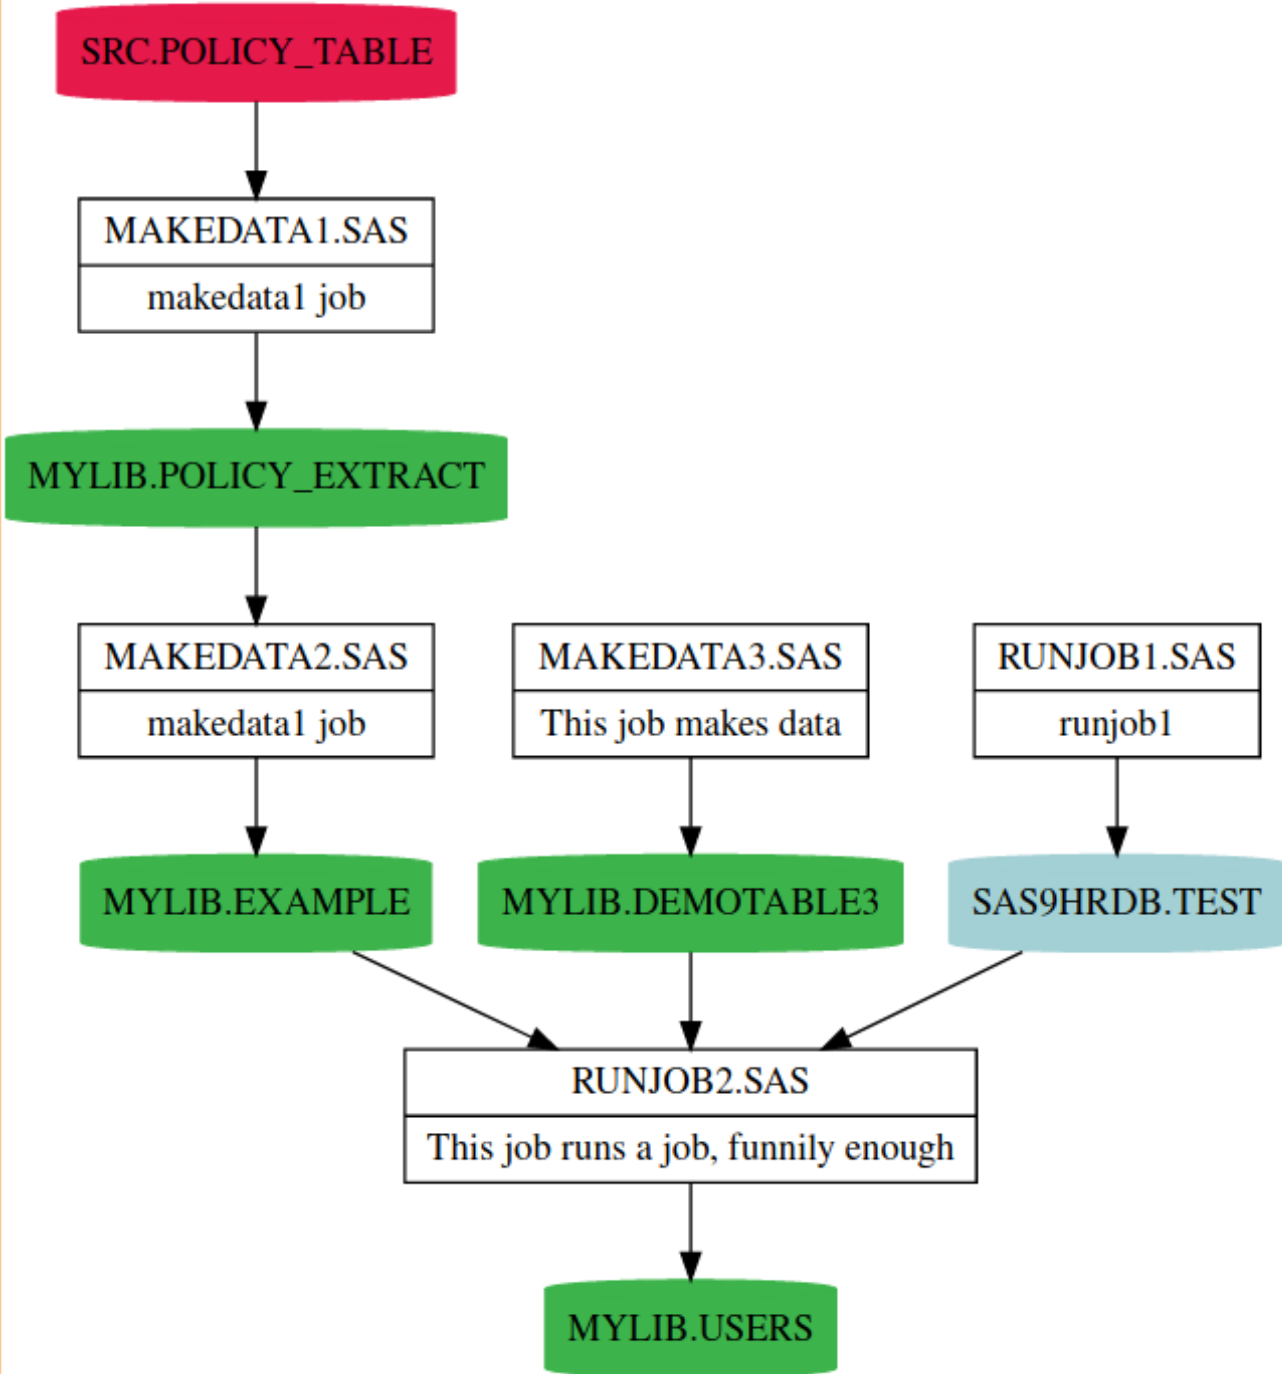 SRC.POLICY_TABLE
MAKEDATA1.SAS
makedata1 job
MYLIB.POLICY_EXTRACT
MAKEDATA2.SAS
makedata1 job
MAKEDATA3.SAS
This job makes data
RUNJOB1.SAS
runjob1
MYLIB.EXAMPLE
MYLIB.DEMOTABLE3
SAS9HRDB.TEST
RUNJOB2.SAS
This job runs a job, funnily enough
MYLIB.USERS